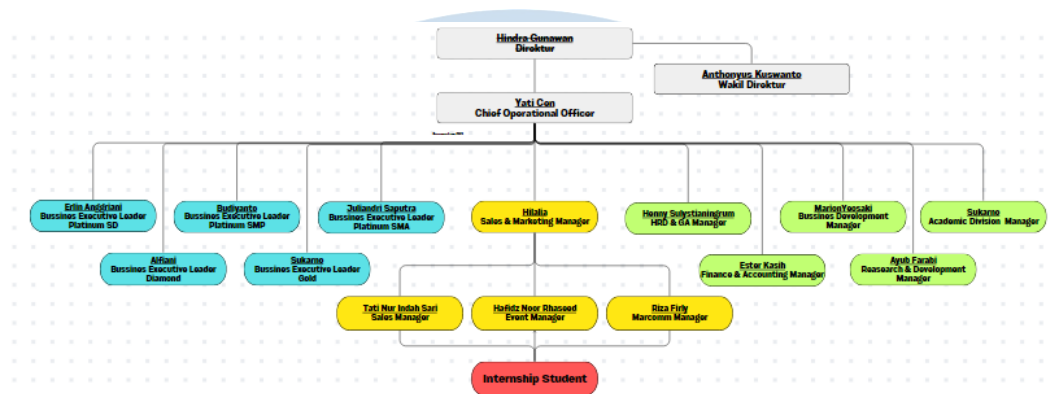 Hindra Gunawan
Direktur
Anthonyus Kuswanto
Wakil Direktur
Yati Cen
Chief Operational Officer
Erlin Anggriani
Bussines Executive Leader
Platinum SD
Budiyanto
Bussines Executive Leader
Platinum SMP
Juliandri Saputra
Bussines Executive Leader
Platinum SMA
Hilalia
Sales & Marketing Manager
Henny Sulystianingrum
HRD & GA Manager
MarionYoosaki
Bussines Development
Manager
Sukarno
Academic Division Manager
Alfiani
Bussines Executive Leader
Diamond
Sukarno
Bussines Executive Leader
Gold
Ester Kasih
Finance & Accounting Manager
Ayub Farabi
Reasearch & Development
Manager
Tati Nur Indah Sari
Sales Manager
Hafidz Noor Rhaseed
Event Manager
Riza Firly
Marcomm Manager
Internship Student